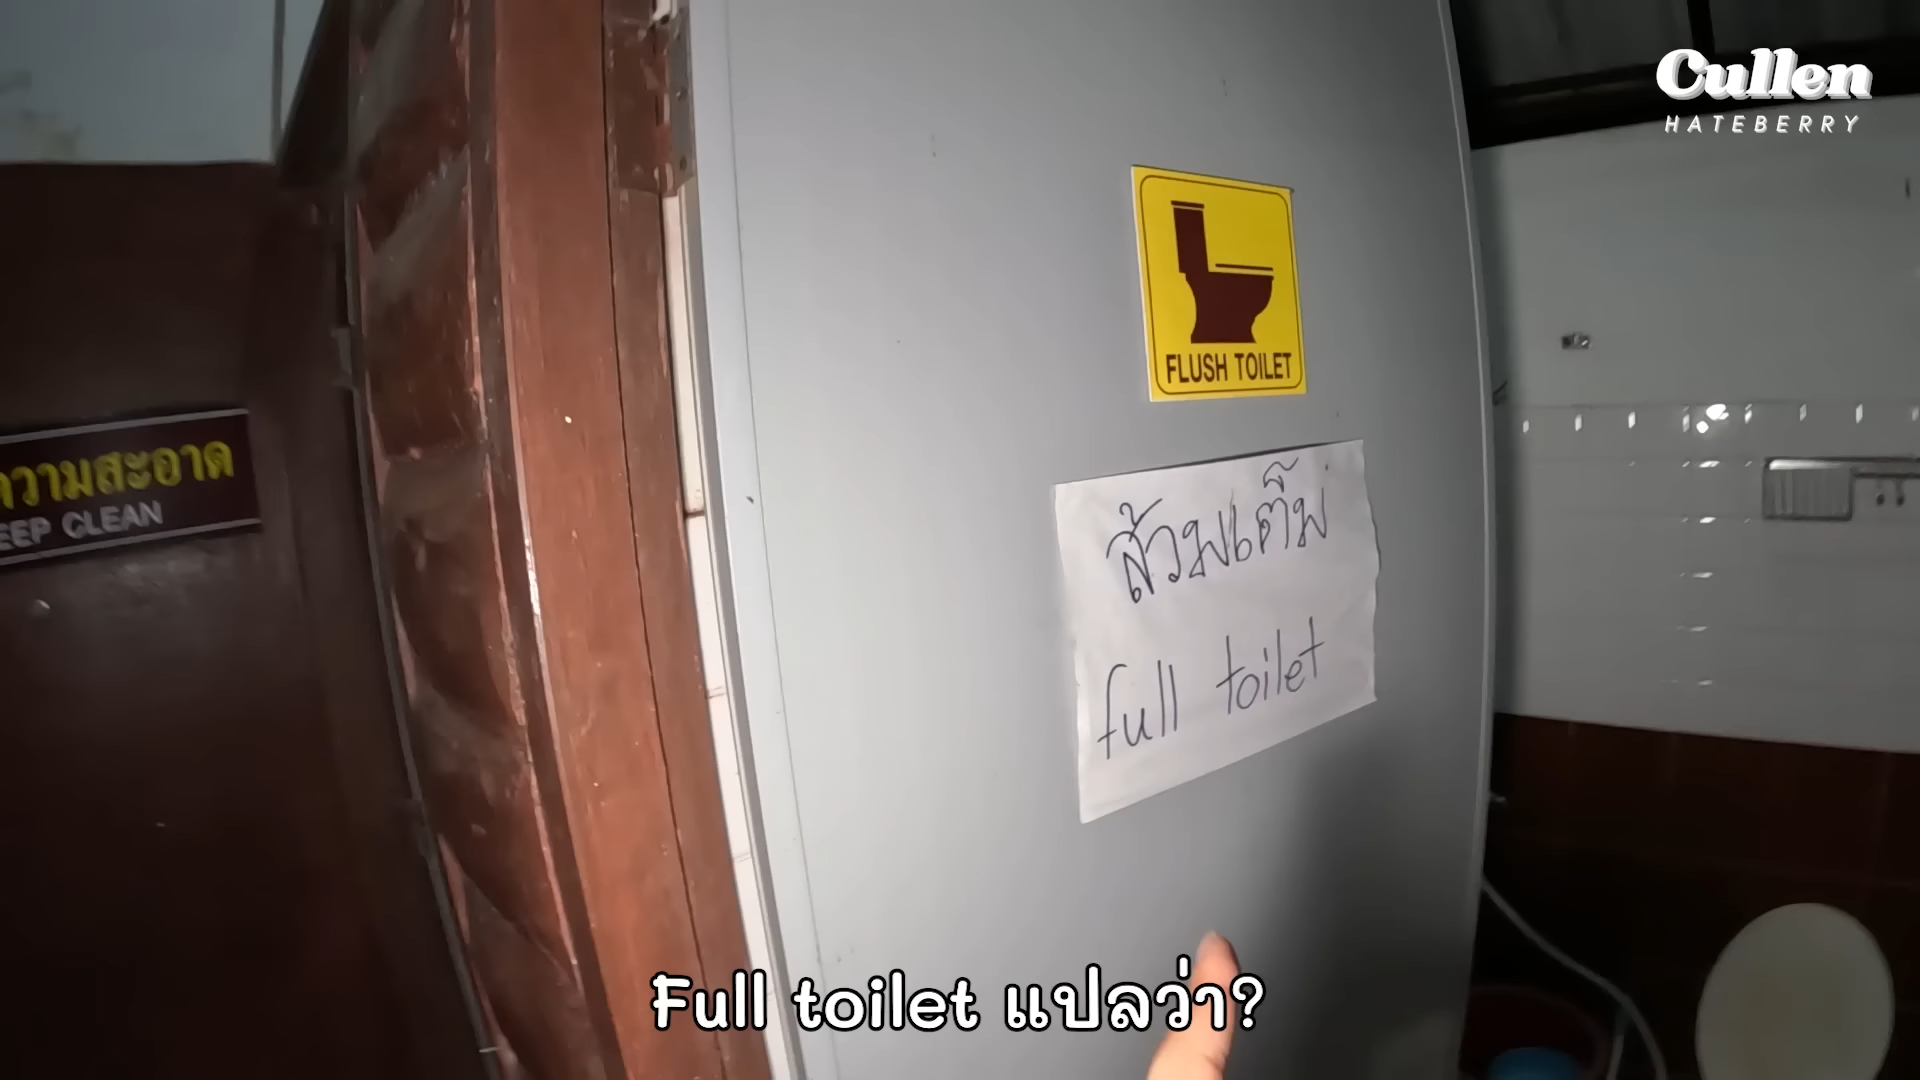 Cullen
HATEBERRY
FLUSH TOILET
วามสะอาด
EEP CLEAN
ส้วมเต็ม
full toilet
Full toilet แปลว่า?